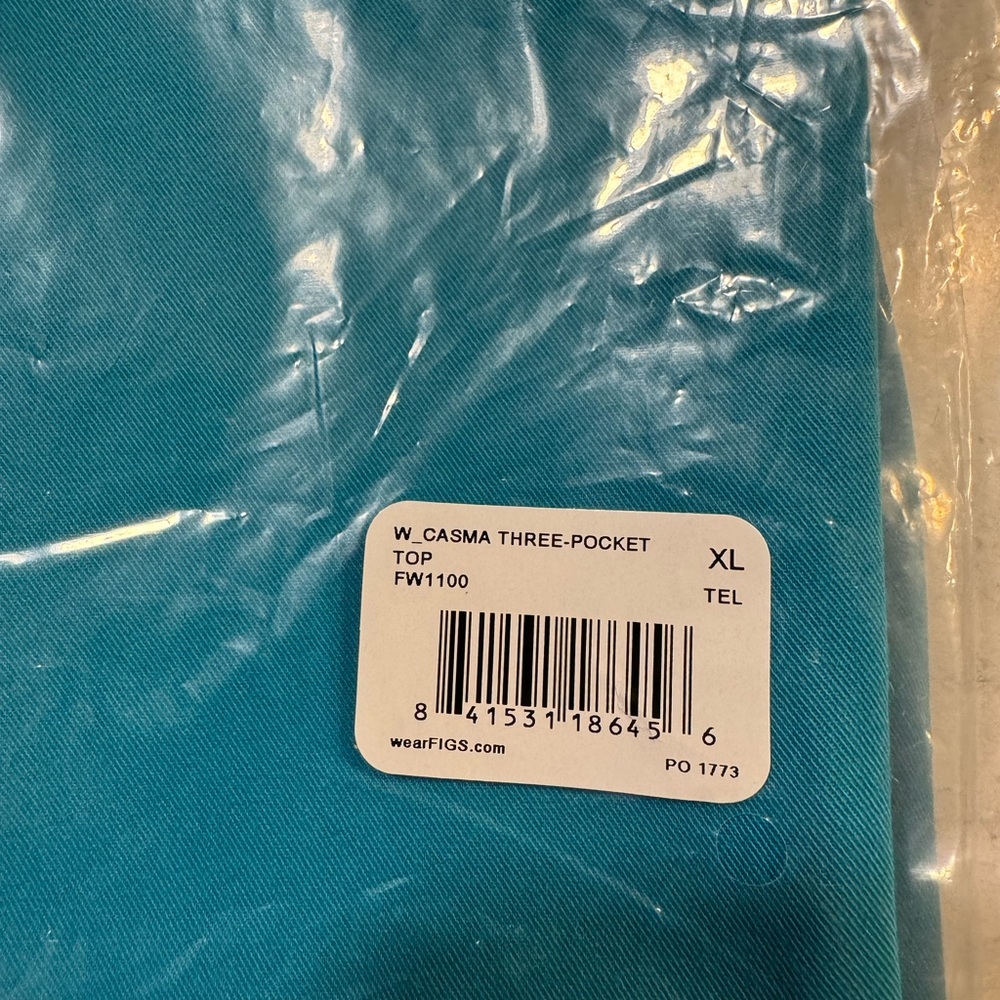 W_CASMA THREE-POCKET
TOP
FW1100
XL
TEL
8 41531 18645 6
wearFIGS.com
PO 1773